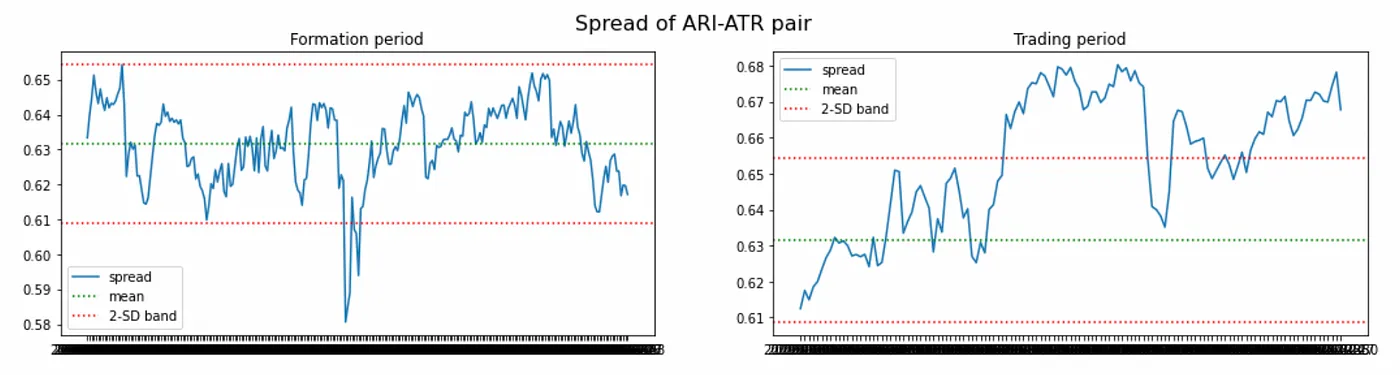 Spread of ARI-ATR pair
Formation period
0.65
0.64
0.63
0.62
0.61
0.60
0.59
0.58
spread
mean
2-SD band
Trading period
0.68
0.67
0.66
0.65
0.64
0.63
0.62
0.61
spread
mean
2-SD band